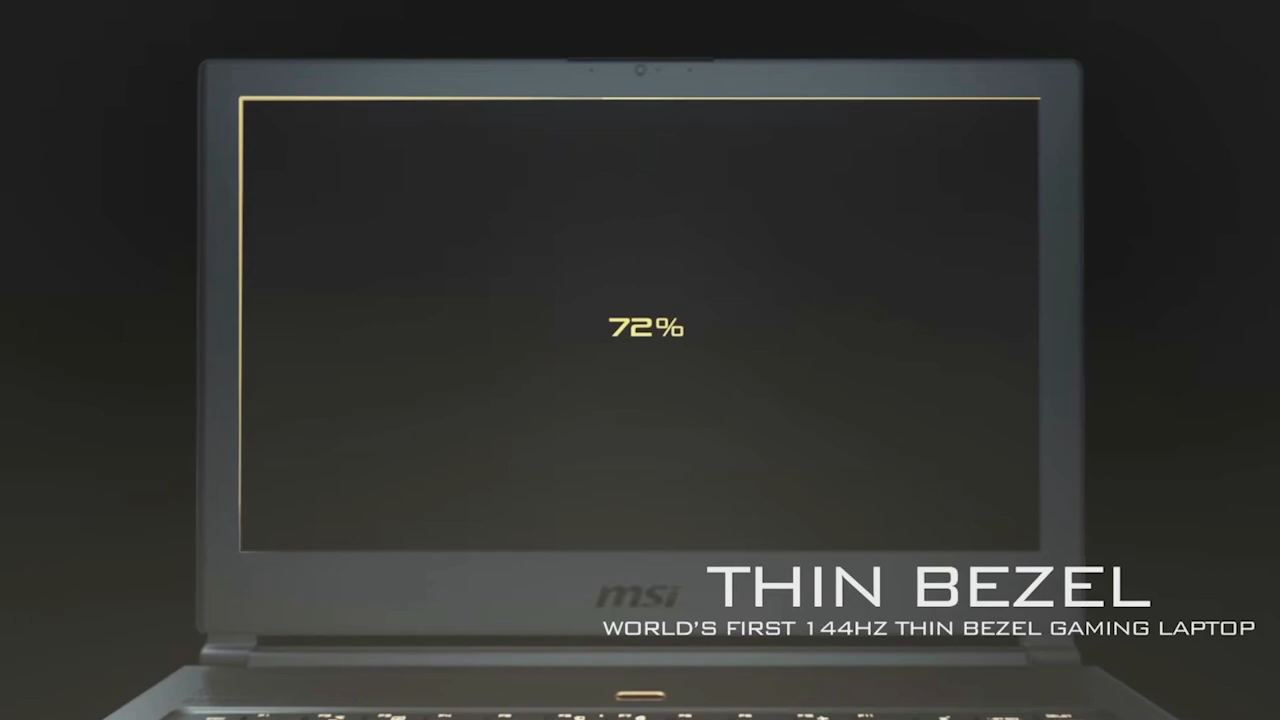 72%
msi
THIN BEZEL
WORLD'S FIRST 144HZ THIN BEZEL GAMING LAPTOP